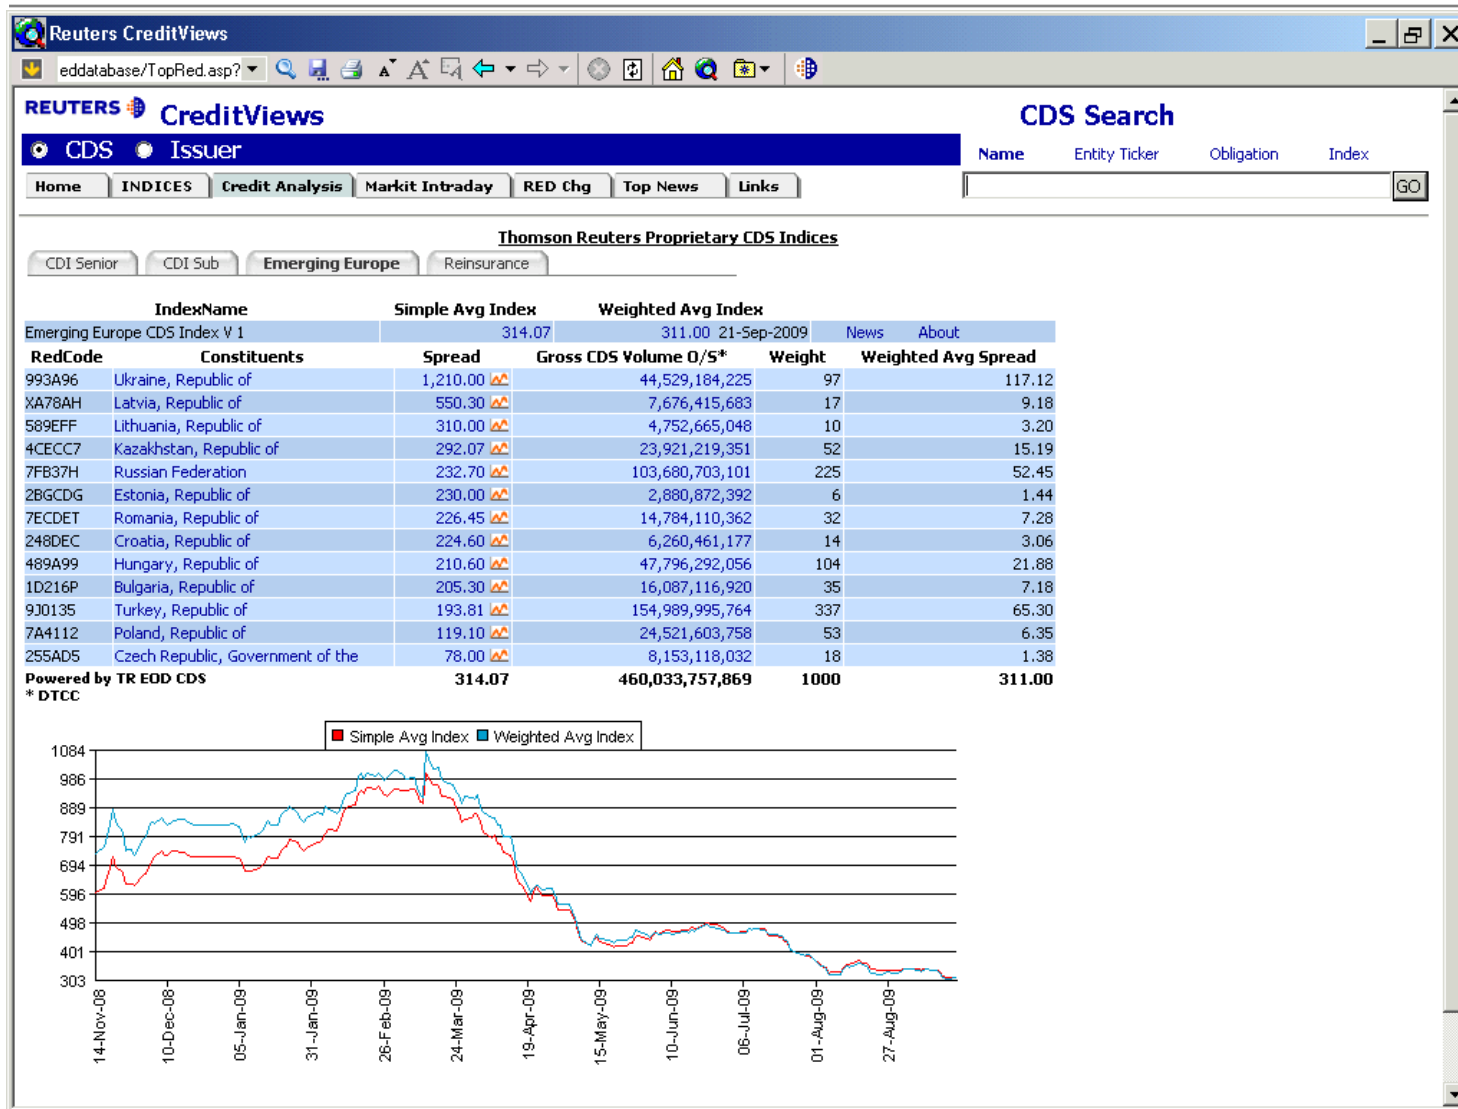 Reuters CreditViews
eddatabase/TopRed.asp?
REUTERS CreditViews CDS Search
CDS Issuer
Name Entity Ticker Obligation Index
Home INDICES Credit Analysis Markit Intraday RED Chg Top News Links GO
Thomson Reuters Proprietary CDS Indices
CDI Senior CDI Sub Emerging Europe Reinsurance
IndexName Simple Avg Index Weighted Avg Index
Emerging Europe CDS Index V 1 314.07 311.00 21-Sep-2009 News About
RedCode Constituents Spread Gross CDS Volume O/S* Weight Weighted Avg Spread
993A96 Ukraine, Republic of 1,210.00 44,529,184,225 97 117.12
XA78AH Latvia, Republic of 550.30 7,676,415,683 17 9.18
589EFF Lithuania, Republic of 310.00 4,752,665,048 10 3.20
4CECC7 Kazakhstan, Republic of 292.07 23,921,219,351 52 15.19
7FB37H Russian Federation 232.70 103,680,703,101 225 52.45
2BGCDG Estonia, Republic of 230.00 2,880,872,392 6 1.44
7ECDET Romania, Republic of 226.45 14,784,110,362 32 7.28
248DEC Croatia, Republic of 224.60 6,260,461,177 14 3.06
489A99 Hungary, Republic of 210.60 47,796,292,056 104 21.88
1D216P Bulgaria, Republic of 205.30 16,087,116,920 35 7.18
9J0135 Turkey, Republic of 193.81 154,989,995,764 337 65.30
7A4112 Poland, Republic of 119.10 24,521,603,758 53 6.35
255AD5 Czech Republic, Government of the 78.00 8,153,118,032 18 1.38
Powered by TR EOD CDS 314.07 460,033,757,869 1000 311.00
* DTCC
Simple Avg Index Weighted Avg Index
1084
986
889
791
694
596
498
401
303
14-Nov-08 10-Dec-08 05-Jan-09 31-Jan-09 26-Feb-09 24-Mar-09 19-Apr-09 15-May-09 10-Jun-09 06-Jul-09 01-Aug-09 27-Aug-09